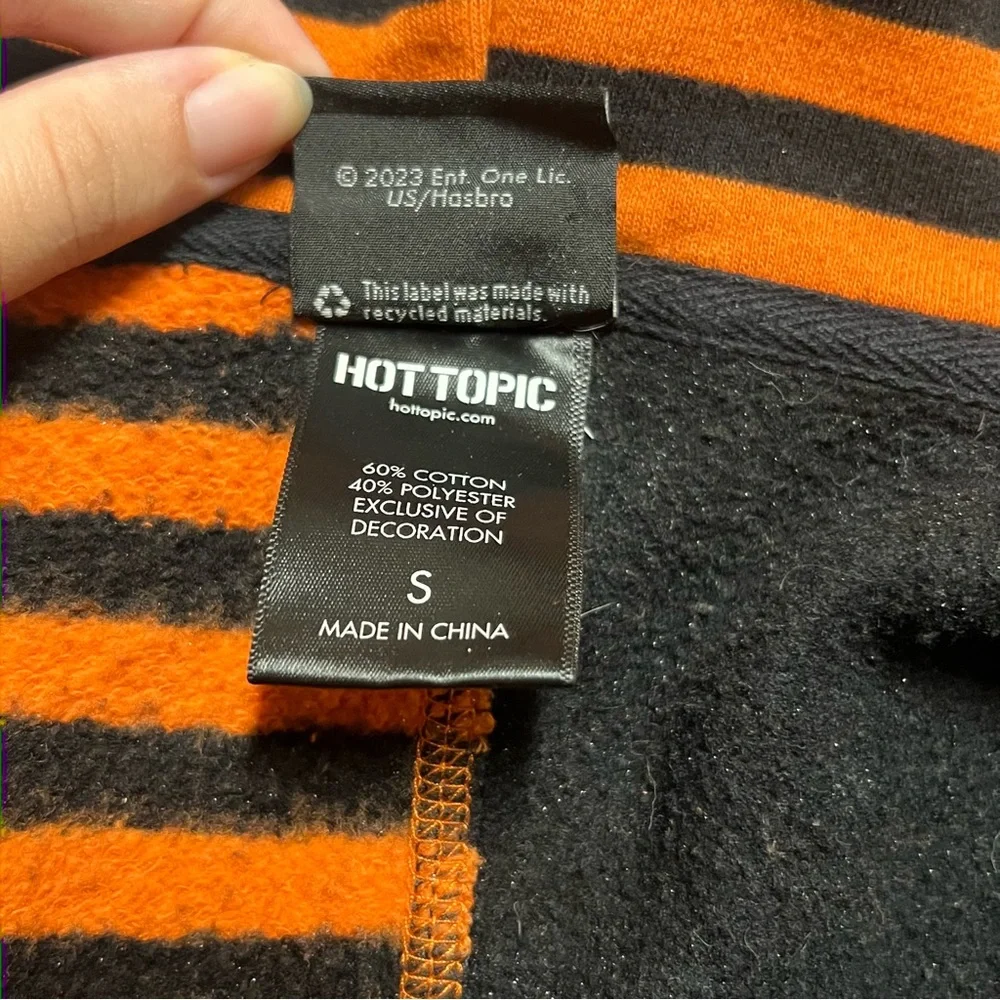 © 2023 Ent. One Lic.
US/Hasbro
This label was made with
recycled materials.
HOT TOPIC
hottopic.com
60% COTTON
40% POLYESTER
EXCLUSIVE OF
DECORATION
S
MADE IN CHINA